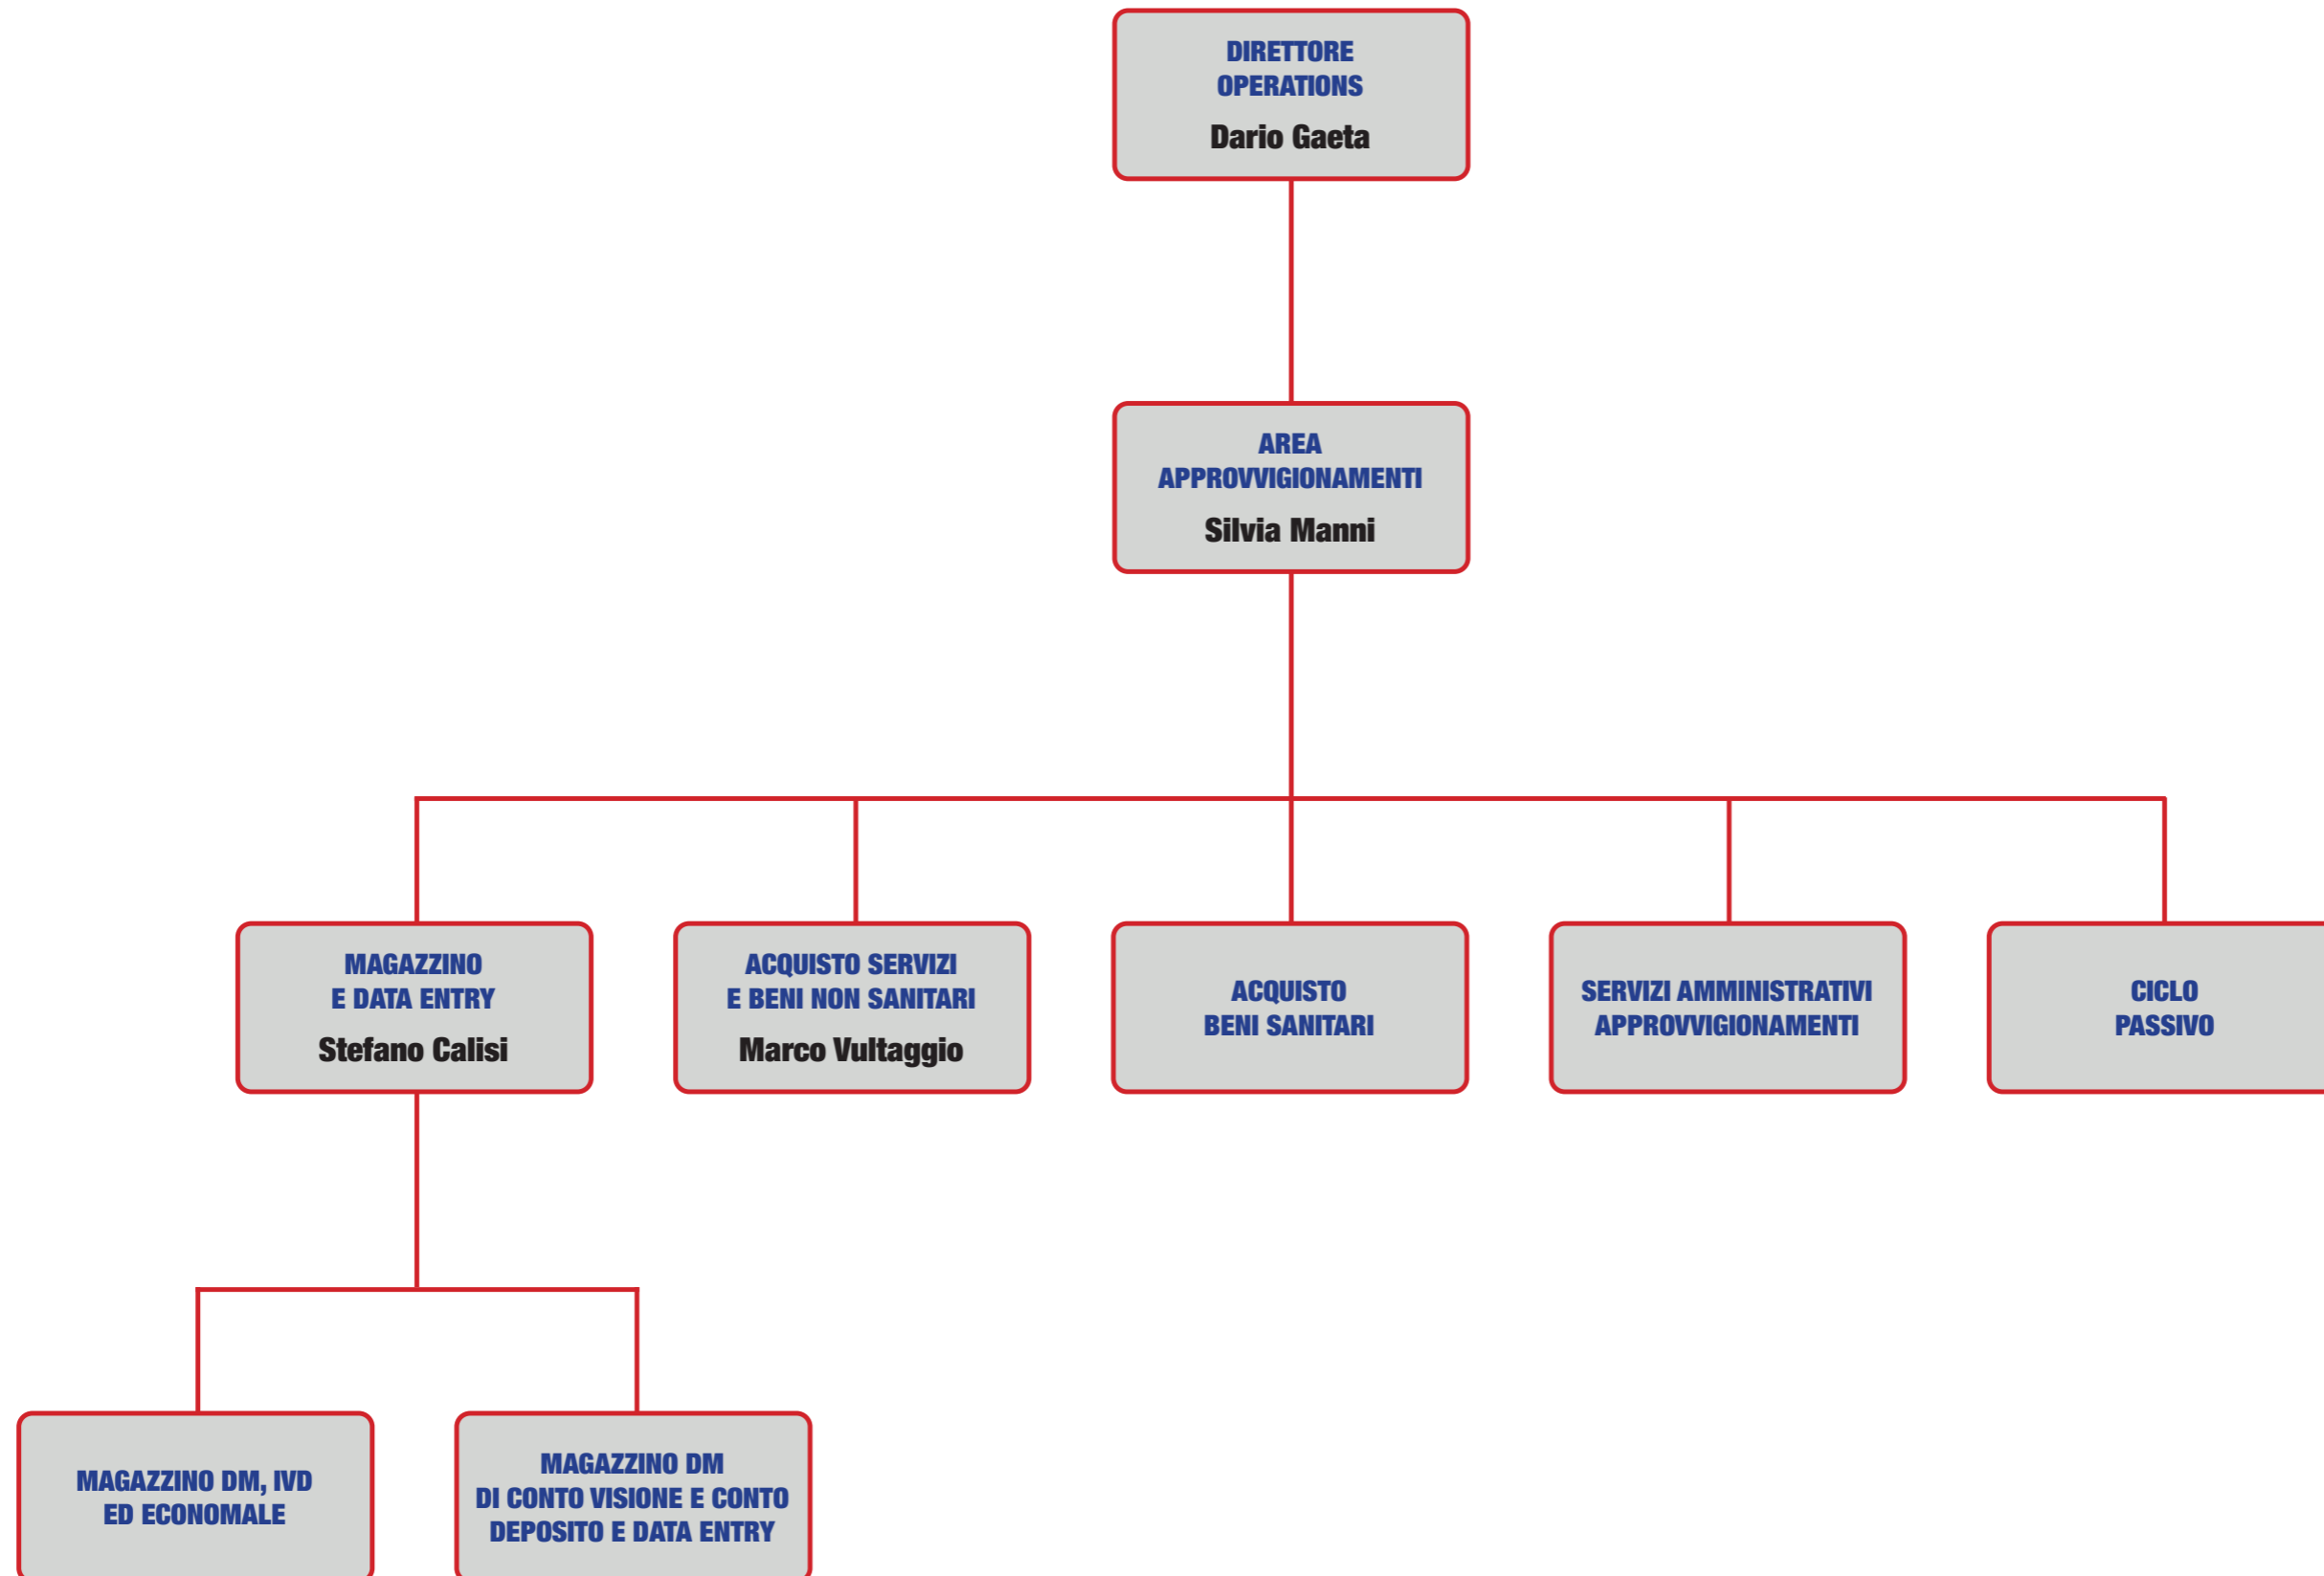 DIRETTORE
OPERATIONS
Dario Gaeta
AREA
APPROVVIGIONAMENTI
Silvia Manni
MAGAZZINO
E DATA ENTRY
Stefano Calisi
ACQUISTO SERVIZI
E BENI NON SANITARI
Marco Vultaggio
ACQUISTO
BENI SANITARI
SERVIZI AMMINISTRATIVI
APPROVVIGIONAMENTI
CICLO
PASSIVO
MAGAZZINO DM, IVD
ED ECONOMALE
MAGAZZINO DM
DI CONTO VISIONE E CONTO
DEPOSITO E DATA ENTRY